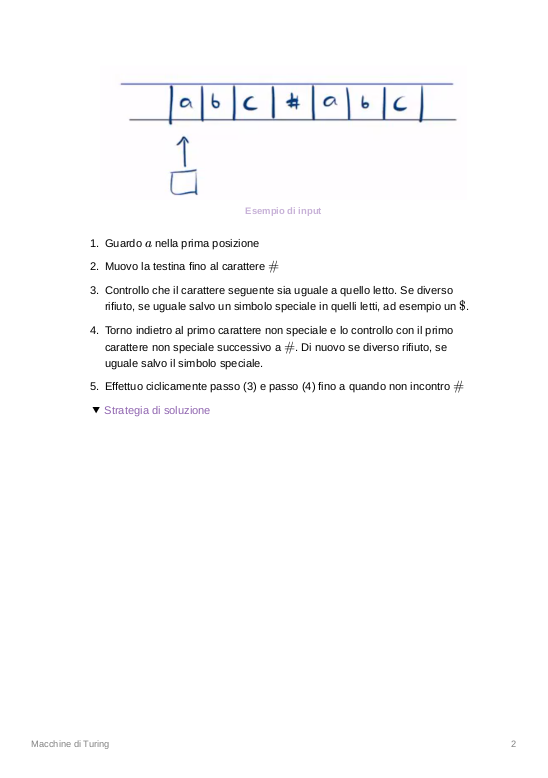 a b c # a b c
Esempio di input
1. Guardo a nella prima posizione
2. Muovo la testina fino al carattere #
3. Controllo che il carattere seguente sia uguale a quello letto. Se diverso
rifiuto, se uguale salvo un simbolo speciale in quelli letti, ad esempio un $.
4. Torno indietro al primo carattere non speciale e lo controllo con il primo
carattere non speciale successivo a #. Di nuovo se diverso rifiuto, se
uguale salvo il simbolo speciale.
5. Effettuo ciclicamente passo (3) e passo (4) fino a quando non incontro #
Strategia di soluzione
Macchine di Turing 2